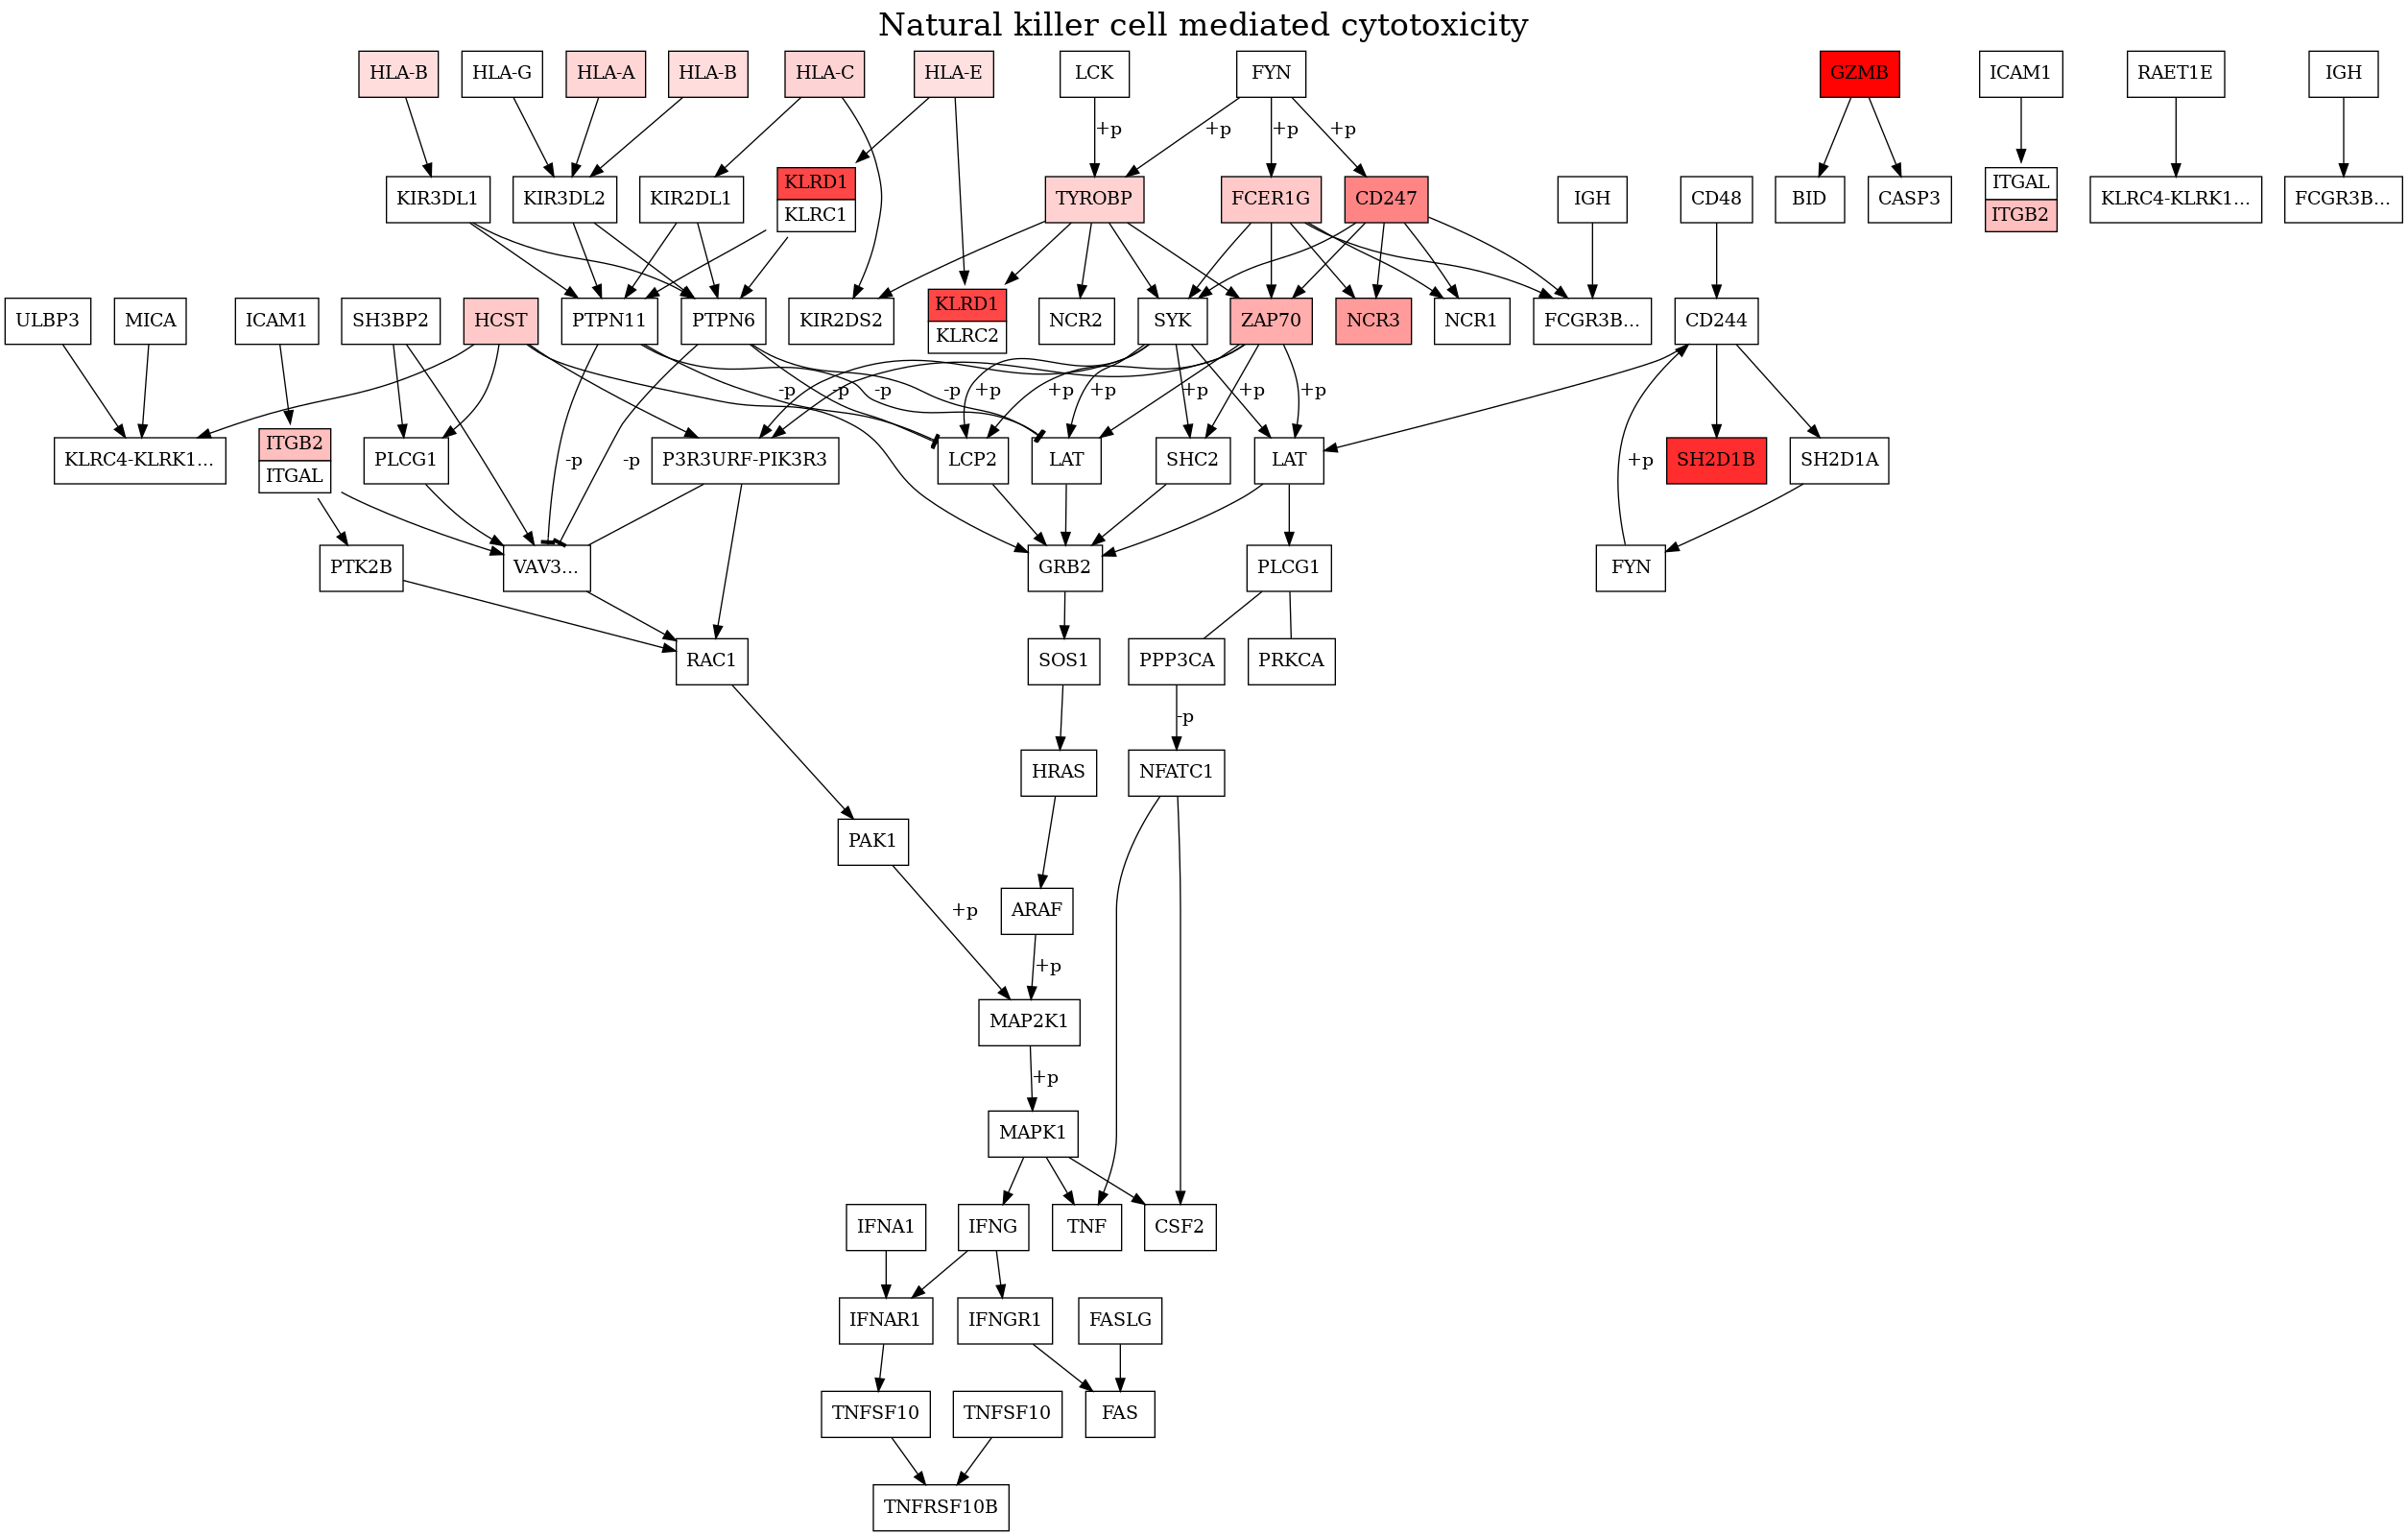 Natural killer cell mediated cytotoxicity
HLA-B
HLA-G
HLA-A
HLA-B
HLA-C
HLA-E
LCK
FYN
GZMB
ICAM1
RAET1E
IGH
+p
+p
+p
+p
KIR3DL1
KIR3DL2
KIR2DL1
KLRD1
KLRC1
TYROBP
FCER1G
CD247
IGH
CD48
BID
CASP3
ITGAL
ITGB2
KLRC4-KLRK1...
FCGR3B...
ULBP3
MICA
ICAM1
SH3BP2
HCST
PTPN11
PTPN6
KIR2DS2
KLRD1
KLRC2
NCR2
SYK
ZAP70
NCR3
NCR1
FCGR3B...
CD244
-p
-p
-p
-p
+p
+p
+p
+p
+p
+p
KLRC4-KLRK1...
ITGB2
ITGAL
PLCG1
-p
-p
P3R3URF-PIK3R3
LCP2
LAT
SHC2
LAT
+p
SH2D1B
SH2D1A
PTK2B
VAV3...
GRB2
PLCG1
FYN
RAC1
SOS1
PPP3CA
PRKCA
-p
HRAS
NFATC1
PAK1
+p
ARAF
+p
MAP2K1
+p
MAPK1
IFNA1
IFNG
TNF
CSF2
IFNAR1
IFNGR1
FASLG
TNFSF10
TNFSF10
FAS
TNFRSF10B